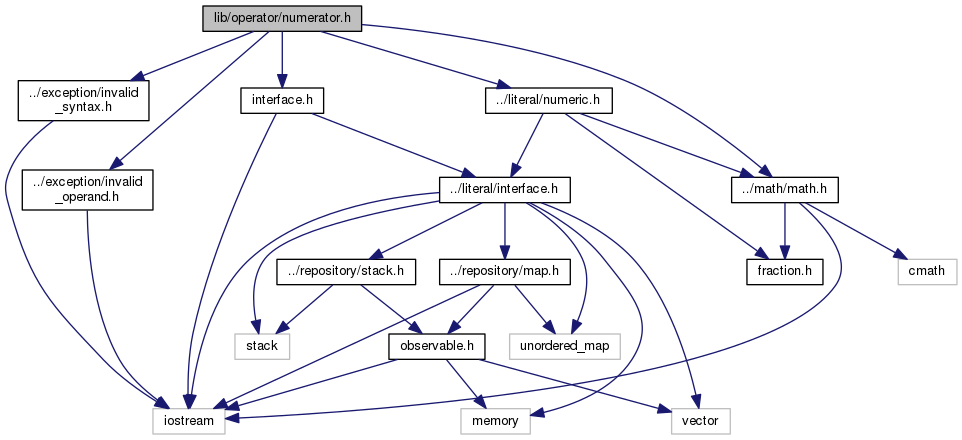 lib/operator/numerator.h
../exception/invalid
_syntax.h
interface.h
../literal/numeric.h
../exception/invalid
_operand.h
../literal/interface.h
../math/math.h
../repository/stack.h
../repository/map.h
fraction.h
cmath
stack
observable.h
unordered_map
iostream
memory
vector